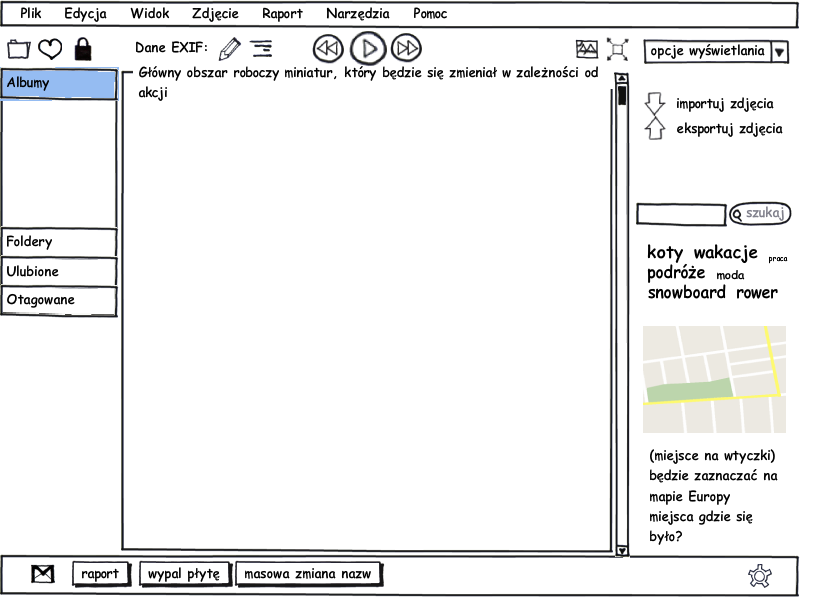 Plik Edycja Widok Zdjęcie Raport Narzędzia Pomoc
Dane EXIF:
opcje wyświetlania
Albumy
Foldery
Ulubione
Otagowane
Główny obszar roboczy miniatur, który będzie się zmieniał w zależności od
akcji
importuj zdjęcia
eksportuj zdjęcia
szukaj
koty wakacje praca
podróże moda
snowboard rower
(miejsce na wtyczki)
będzie zaznaczać na
mapie Europy
miejsca gdzie się
było?
raport wypal płytę masowa zmiana nazw